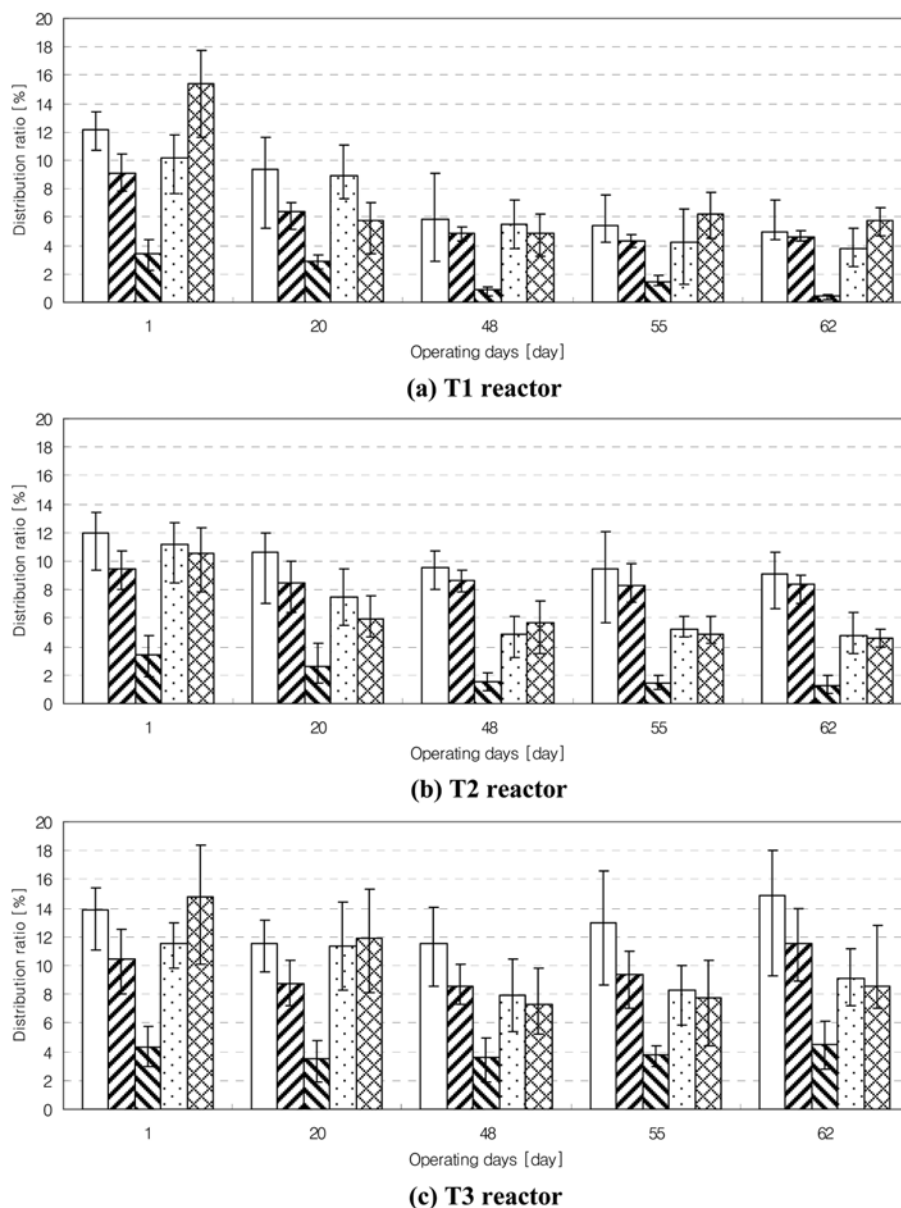 20
18
16
14
12
10
8
6
4
2
0
Distribution ratio [%]
1 20 48 55 62
Operating days [day]
(a) T1 reactor
20
18
16
14
12
10
8
6
4
2
0
Distribution ratio [%]
1 20 48 55 62
Operating days [day]
(b) T2 reactor
20
18
16
14
12
10
8
6
4
2
0
Distribution ratio [%]
1 20 48 55 62
Operating days [day]
(c) T3 reactor